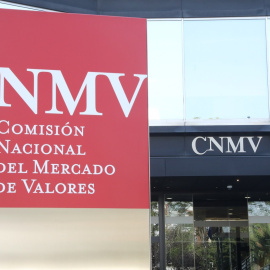 CNMV
COMISIÓN
NACIONAL
DEL MERCADO
DE VALORES
CNMV